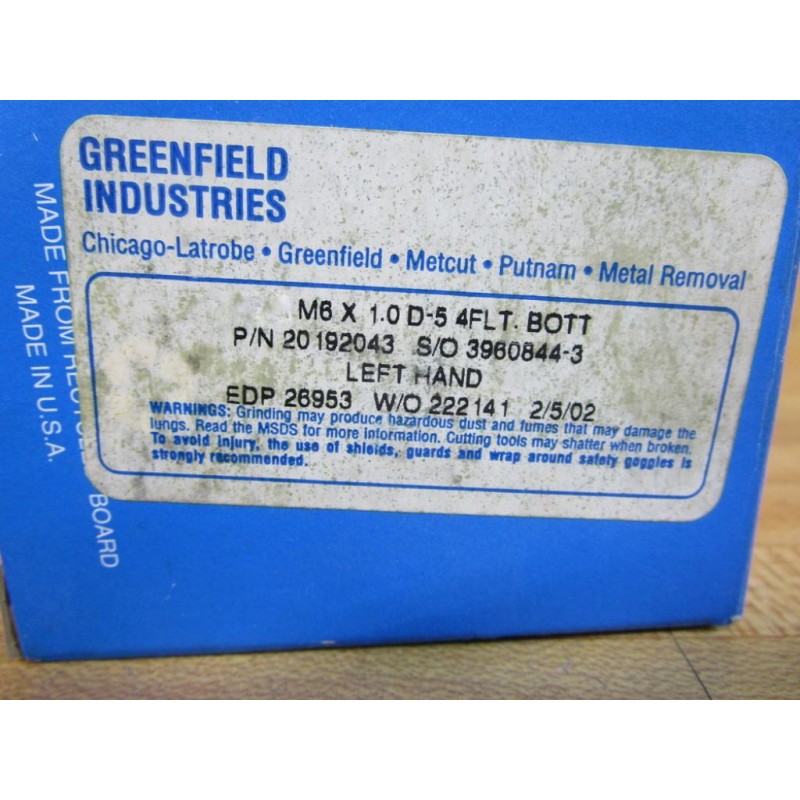 GREENFIELD
INDUSTRIES
Chicago-Latrobe • Greenfield • Metcut • Putnam • Metal Removal
M6 X 1.0 D-5 4FLT. BOTT
P/N 20192043 S/O 3960844-3
LEFT HAND
EDP 26953 W/O 222141 2/5/02
WARNINGS: Grinding may produce hazardous dust and fumes that may damage the
lungs. Read the MSDS for more information. Cutting tools may shatter when broken.
To avoid injury, the use of shields, guards and wrap around safety goggles is
strongly recommended.
MADE FROM BOARD
MADE IN U.S.A.